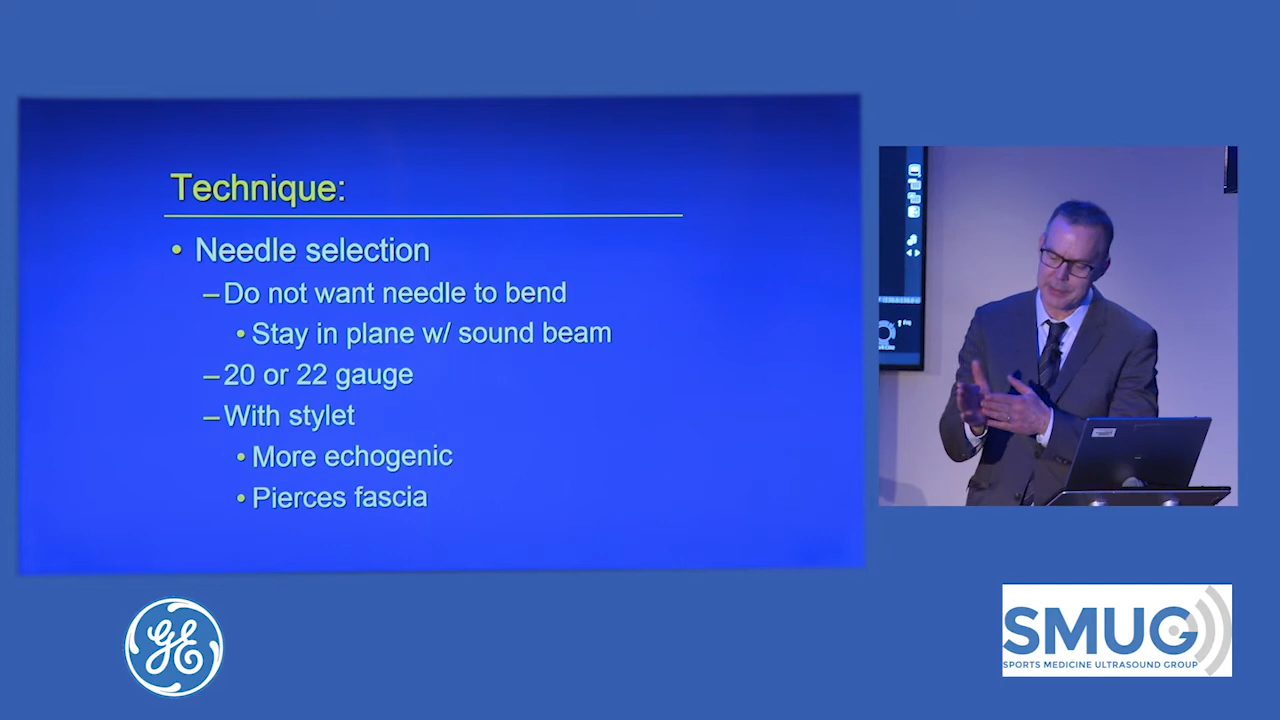 Technique:
• Needle selection
–Do not want needle to bend
• Stay in plane w/ sound beam
–20 or 22 gauge
–With stylet
• More echogenic
• Pierces fascia
GE
SMUG
SPORTS MEDICINE ULTRASOUND GROUP